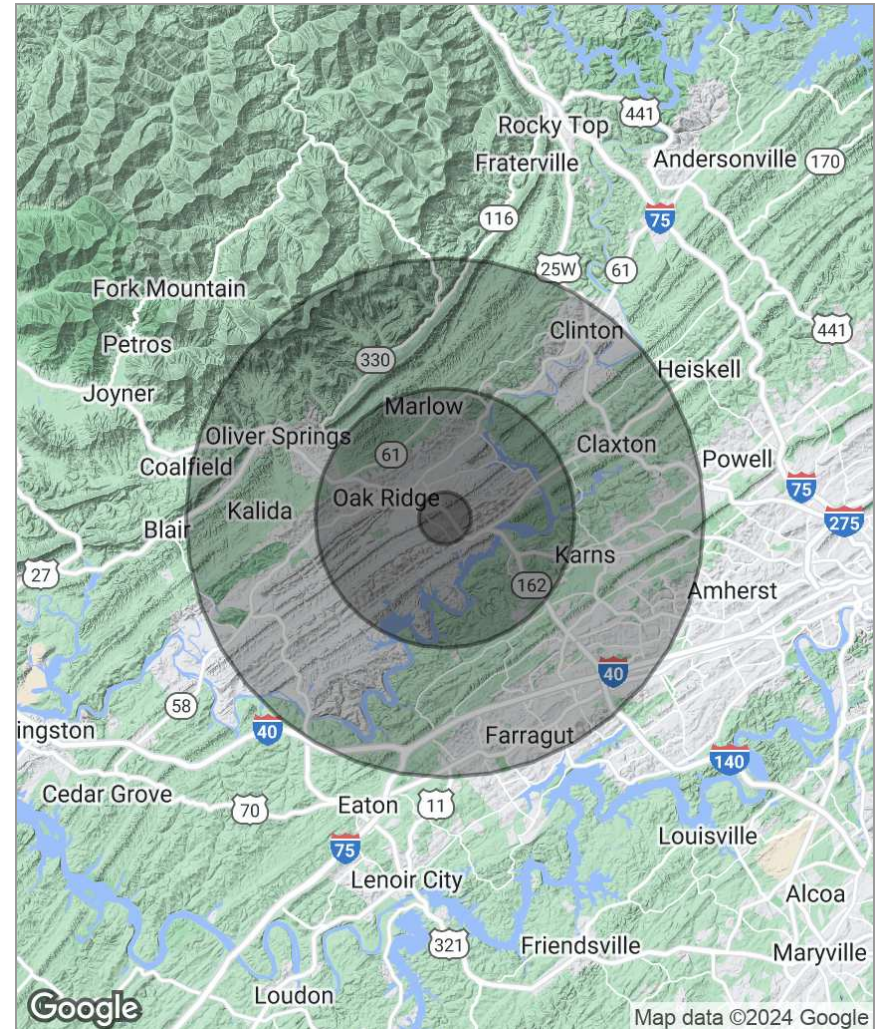 441
Rocky Top
Fraterville
Andersonville
170
116
75
25W
61
Fork Mountain
Clinton
441
Petros
330
Heiskell
Joyner
Marlow
Oliver Springs
Claxton
61
Coalfield
Powell
75
Oak Ridge
Kalida
Blair
275
Karns
27
162
Amherst
40
58
ingston
40
Farragut
140
Cedar Grove
70
Eaton
11
75
Louisville
Lenoir City
Alcoa
321
Friendsville
Maryville
Loudon
Google
Map data ©2024 Google